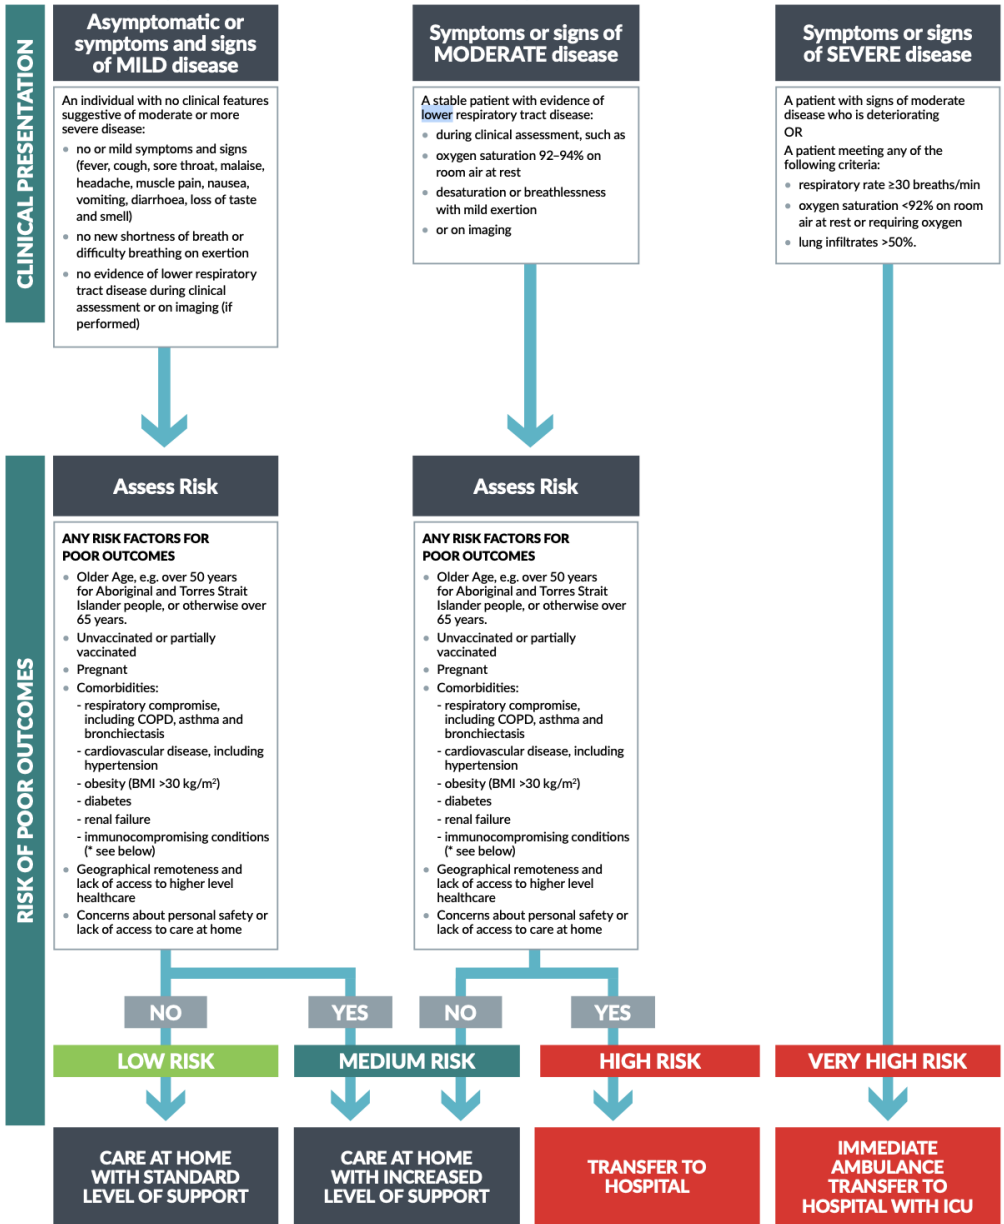 CLINICAL PRESENTATION
Asymptomatic or
symptoms and signs
of MILD disease
An individual with no clinical features
suggestive of moderate or more
severe disease:
• no or mild symptoms and signs
(fever, cough, sore throat, malaise,
headache, muscle pain, nausea,
vomiting, diarrhoea, loss of taste
and smell)
• no new shortness of breath or
difficulty breathing on exertion
• no evidence of lower respiratory
tract disease during clinical
assessment or on imaging (if
performed)
Symptoms or signs of
MODERATE disease
A stable patient with evidence of
lower respiratory tract disease:
• during clinical assessment, such as
• oxygen saturation 92–94% on
room air at rest
• desaturation or breathlessness
with mild exertion
• or on imaging
Symptoms or signs
of SEVERE disease
A patient with signs of moderate
disease who is deteriorating
OR
A patient meeting any of the
following criteria:
• respiratory rate ≥30 breaths/min
• oxygen saturation <92% on room
air at rest or requiring oxygen
• lung infiltrates >50%.
RISK OF POOR OUTCOMES
Assess Risk
ANY RISK FACTORS FOR
POOR OUTCOMES
• Older Age, e.g. over 50 years
for Aboriginal and Torres Strait
Islander people, or otherwise over
65 years.
• Unvaccinated or partially
vaccinated
• Pregnant
• Comorbidities:
- respiratory compromise,
including COPD, asthma and
bronchiectasis
- cardiovascular disease, including
hypertension
- obesity (BMI >30 kg/m²)
- diabetes
- renal failure
- immunocompromising conditions
(* see below)
• Geographical remoteness and
lack of access to higher level
healthcare
• Concerns about personal safety or
lack of access to care at home
Assess Risk
ANY RISK FACTORS FOR
POOR OUTCOMES
• Older Age, e.g. over 50 years
for Aboriginal and Torres Strait
Islander people, or otherwise over
65 years.
• Unvaccinated or partially
vaccinated
• Pregnant
• Comorbidities:
- respiratory compromise,
including COPD, asthma and
bronchiectasis
- cardiovascular disease, including
hypertension
- obesity (BMI >30 kg/m²)
- diabetes
- renal failure
- immunocompromising conditions
(* see below)
• Geographical remoteness and
lack of access to higher level
healthcare
• Concerns about personal safety or
lack of access to care at home
NO
YES
NO
YES
LOW RISK
MEDIUM RISK
HIGH RISK
VERY HIGH RISK
CARE AT HOME
WITH STANDARD
LEVEL OF SUPPORT
CARE AT HOME
WITH INCREASED
LEVEL OF SUPPORT
TRANSFER TO
HOSPITAL
IMMEDIATE
AMBULANCE
TRANSFER TO
HOSPITAL WITH ICU